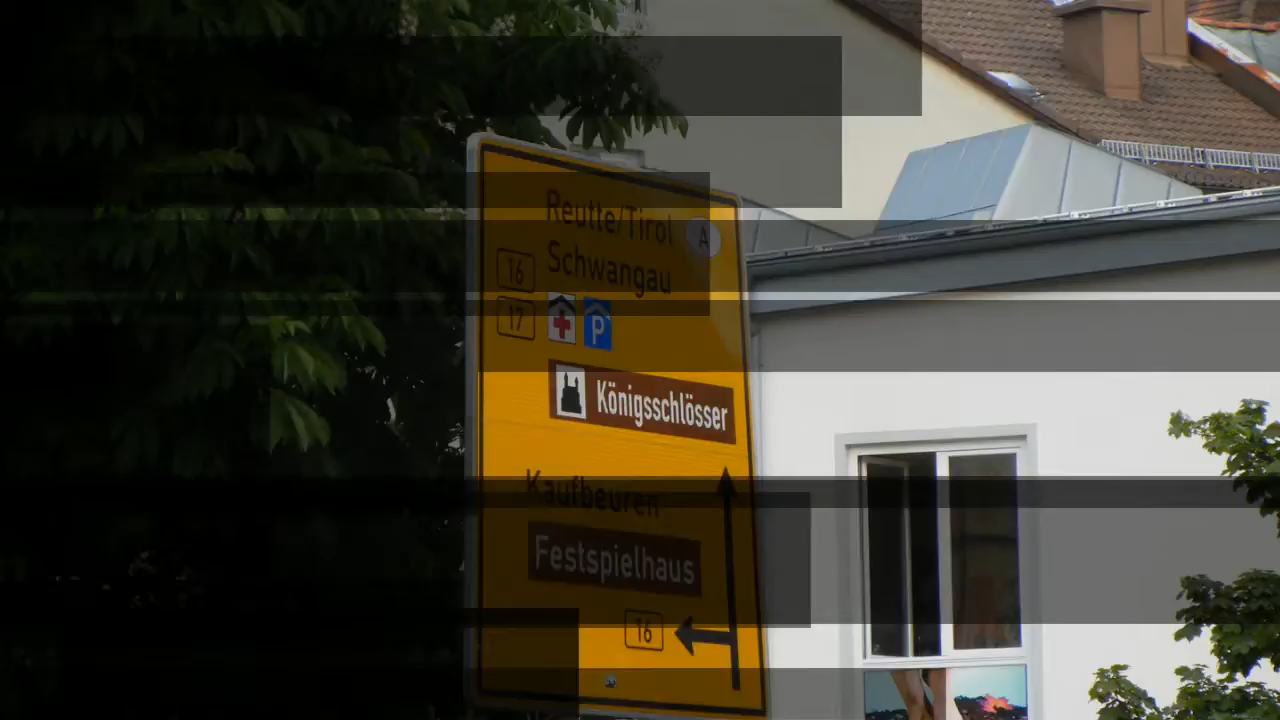 Reutte/Tirol
A
16 Schwangau
17 P
Königsschlösser
Kaufbeuren
Festspielhaus
16